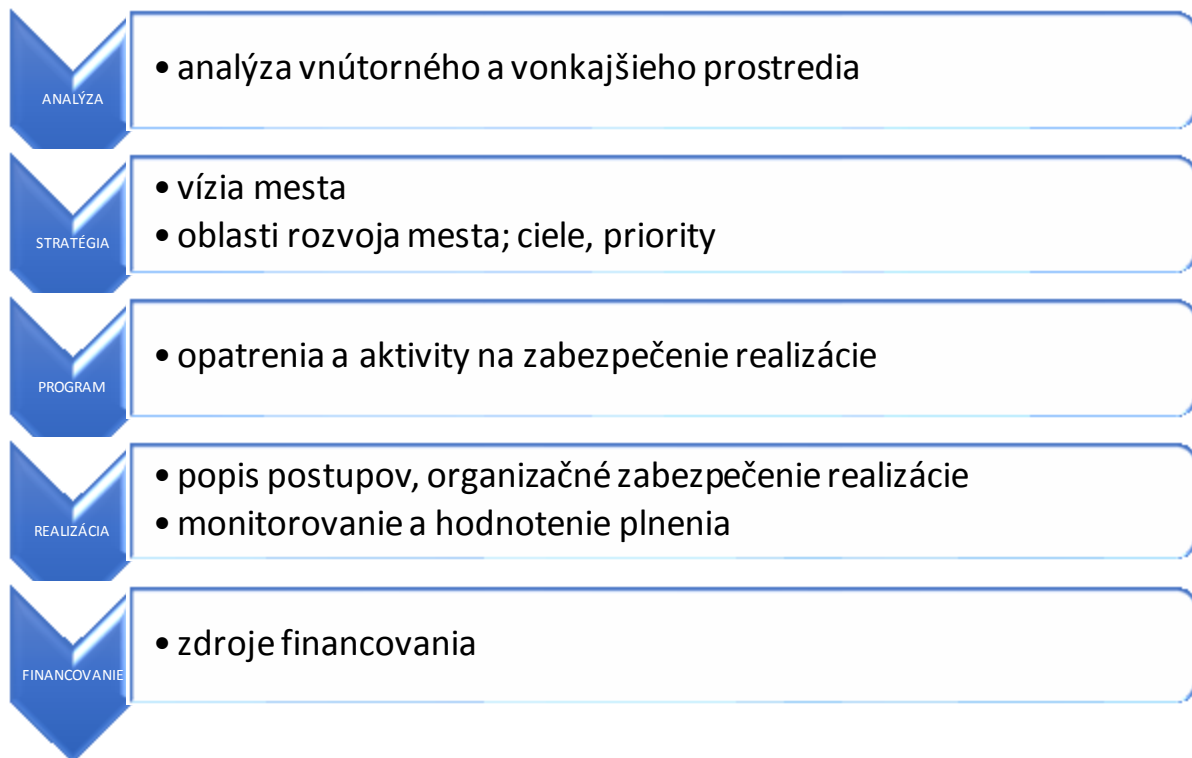 ANALÝZA
• analýza vnútorného a vonkajšieho prostredia
STRATÉGIA
• vízia mesta
• oblasti rozvoja mesta; ciele, priority
PROGRAM
• opatrenia a aktivity na zabezpečenie realizácie
REALIZÁCIA
• popis postupov, organizačné zabezpečenie realizácie
• monitorovanie a hodnotenie plnenia
FINANCOVANIE
• zdroje financovania